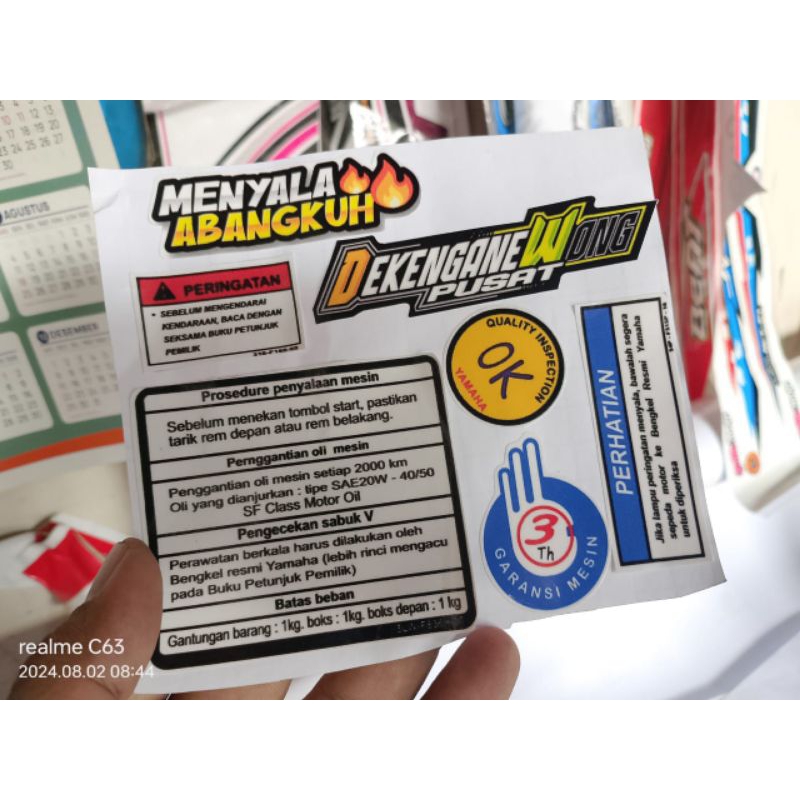 AGUSTUS
DESEMBER
MENYALA
ABANGKUH
DEKENGANE WONG
PUSAT
PERINGATAN
• SEBELUM MENGENDARAI
KENDARAAN, BACA DENGAN
SEKSAMA BUKU PETUNJUK
PEMILIK
QUALITY INSPECTION
OK
YAMAHA
PERHATIAN
Jika lampu peringatan menyala, bawalah segera
sepeda motor ke Bengkel Resmi Yamaha
untuk diperiksa
Prosedure penyalaan mesin
Sebelum menekan tombol start, pastikan
tarik rem depan atau rem belakang.
Pernggantian oli mesin
Penggantian oli mesin setiap 2000 km
Oli yang dianjurkan : tipe SAE20W - 40/50
SF Class Motor Oil
Pengecekan sabuk V
Perawatan berkala harus dilakukan oleh
Bengkel resmi Yamaha (lebih rinci mengacu
pada Buku Petunjuk Pemilik)
Batas beban
Gantungan barang : 1kg. boks : 1kg. boks depan : 1 kg
3
Th
GARANSI MESIN
realme C63
2024.08.02 08:44